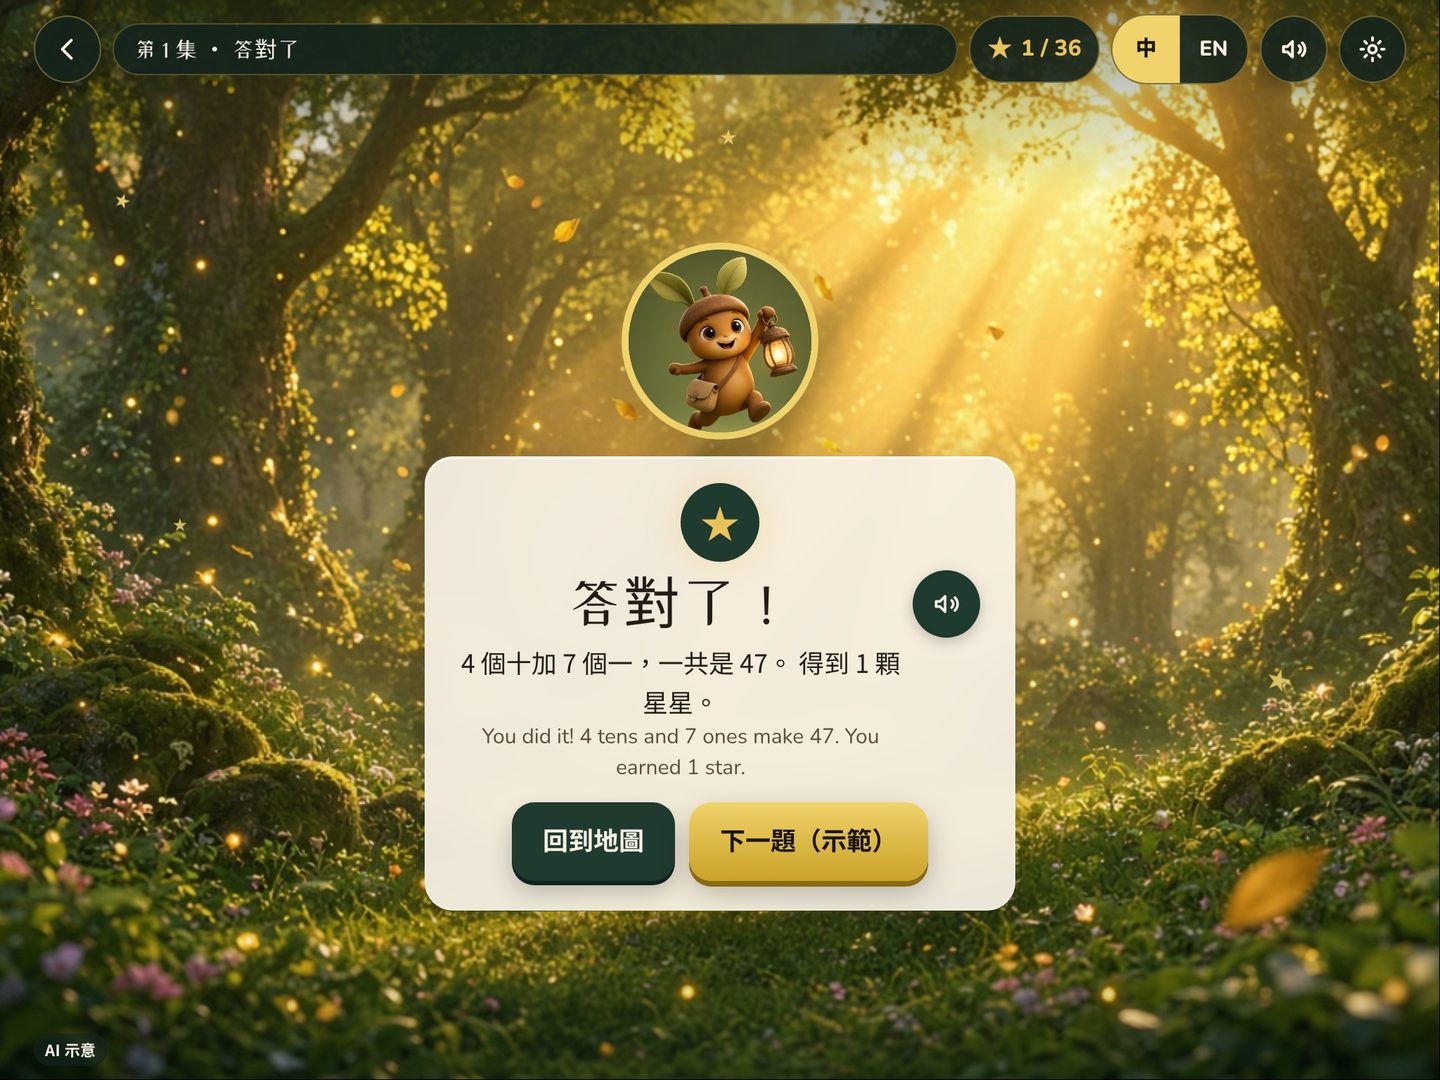 第 1 集 · 答對了
1 / 36
中
EN
答對了！
4 個十加 7 個一，一共是 47。 得到 1 顆
星星。
You did it! 4 tens and 7 ones make 47. You
earned 1 star.
回到地圖
下一題（示範）
AI 示意